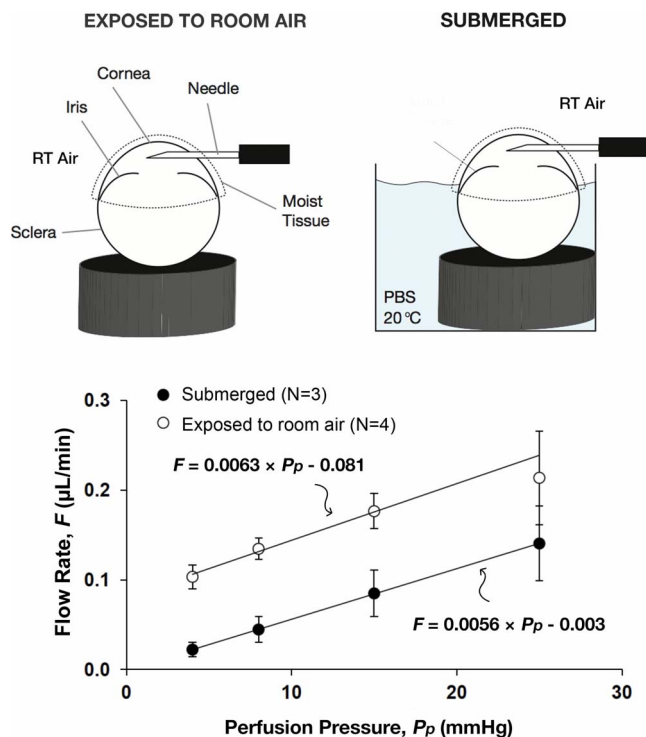 EXPOSED TO ROOM AIR
SUBMERGED
Cornea
Needle
Iris
RT Air
RT Air
Moist
Tissue
Sclera
PBS
20 °C
Submerged (N=3)
Exposed to room air (N=4)
F = 0.0063 × Pp - 0.081
F = 0.0056 × Pp - 0.003
Flow Rate, F (µL/min)
0.3
0.2
0.1
0.0
0
10
20
30
Perfusion Pressure, Pp (mmHg)